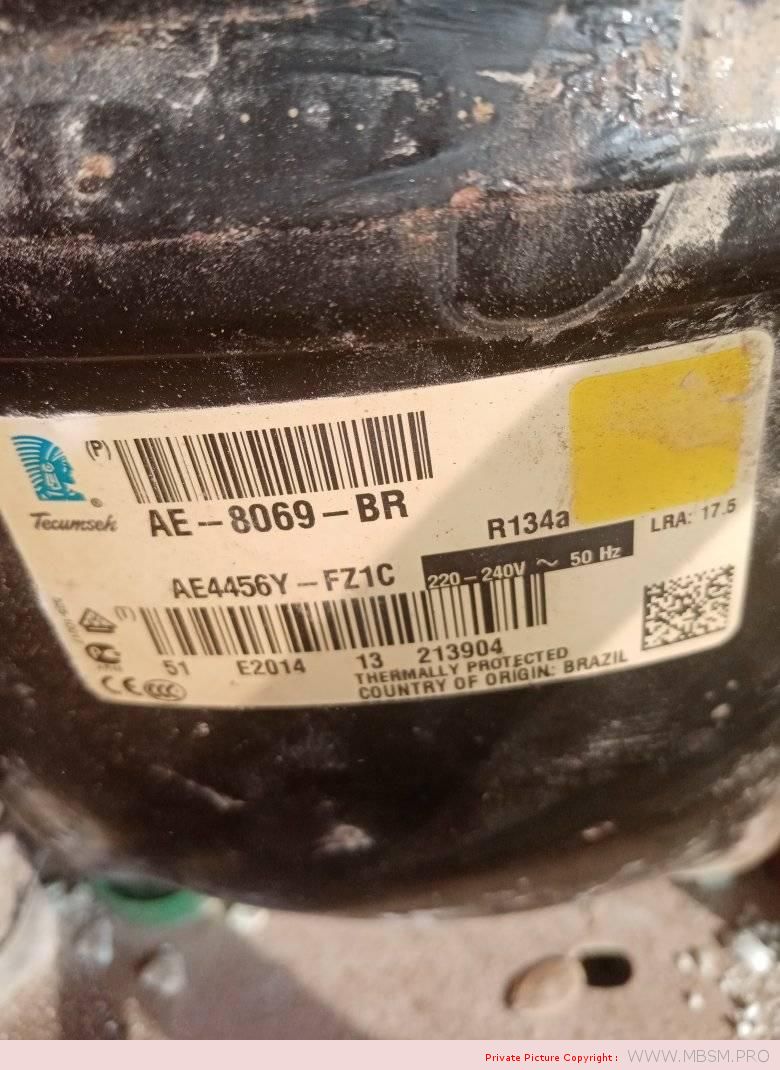 (P)
Tecumseh ®
AE-8069-BR
R134a
LRA: 17.5
AE4456Y-FZ1C
220-240V ~ 50 Hz
(T)
51 E2014 13 213904
THERMALLY PROTECTED
COUNTRY OF ORIGIN: BRAZIL
CE CCC
Private Picture Copyright : WWW.MBSM.PRO